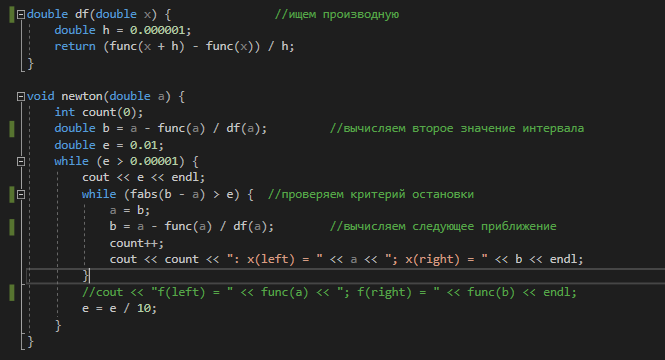 double df(double x) { //ищем производную
double h = 0.000001;
return (func(x + h) - func(x)) / h;
}
void newton(double a) {
int count(0);
double b = a - func(a) / df(a); //вычисляем второе значение интервала
double e = 0.01;
while (e > 0.00001) {
cout << e << endl;
while (fabs(b - a) > e) { //проверяем критерий остановки
a = b;
b = a - func(a) / df(a); //вычисляем следующее приближение
count++;
cout << count << ": x(left) = " << a << "; x(right) = " << b << endl;
}
//cout << "f(left) = " << func(a) << "; f(right) = " << func(b) << endl;
e = e / 10;
}
}